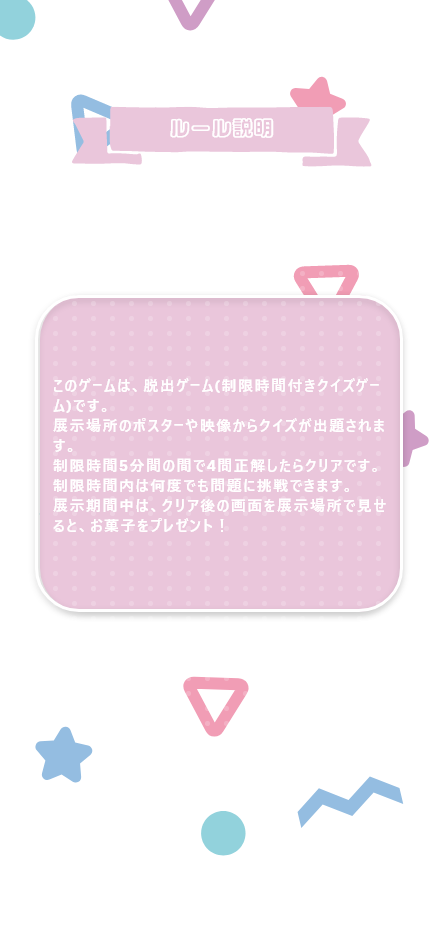 ルール説明
このゲームは、脱出ゲーム(制限時間付きクイズゲー
ム)です。
展示場所のポスターや映像からクイズが出題されま
す。
制限時間5分間の間で4問正解したらクリアです。
制限時間内は何度でも問題に挑戦できます。
展示期間中は、クリア後の画面を展示場所で見せ
ると、お菓子をプレゼント！